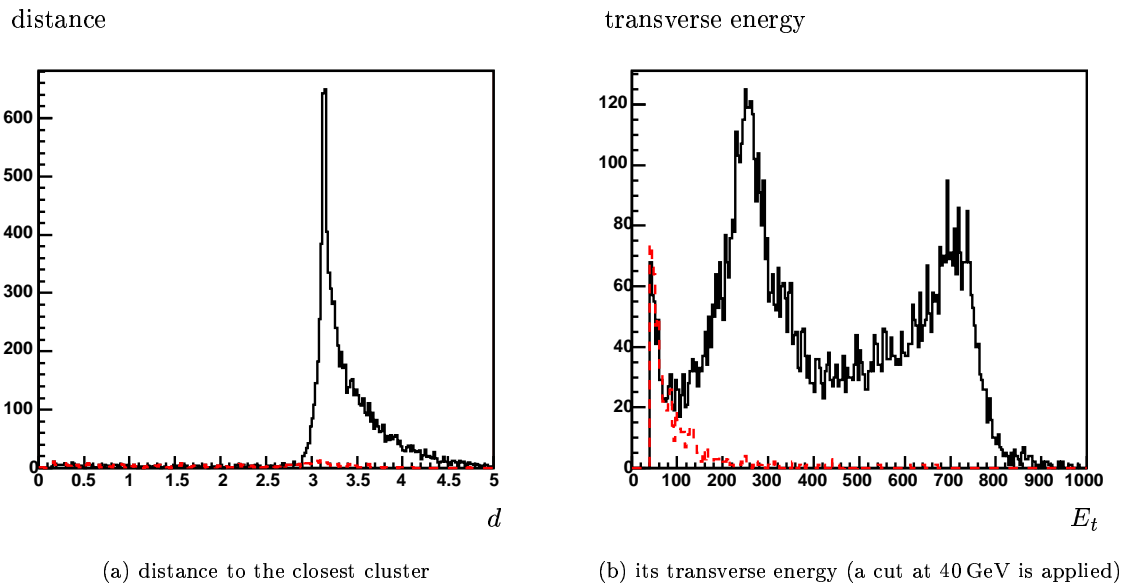 distance
transverse energy
600
500
400
300
200
100
0
0 0.5 1 1.5 2 2.5 3 3.5 4 4.5 5
d
120
100
80
60
40
20
0
0 100 200 300 400 500 600 700 800 900 1000
E_t
(a) distance to the closest cluster
(b) its transverse energy (a cut at 40 GeV is applied)